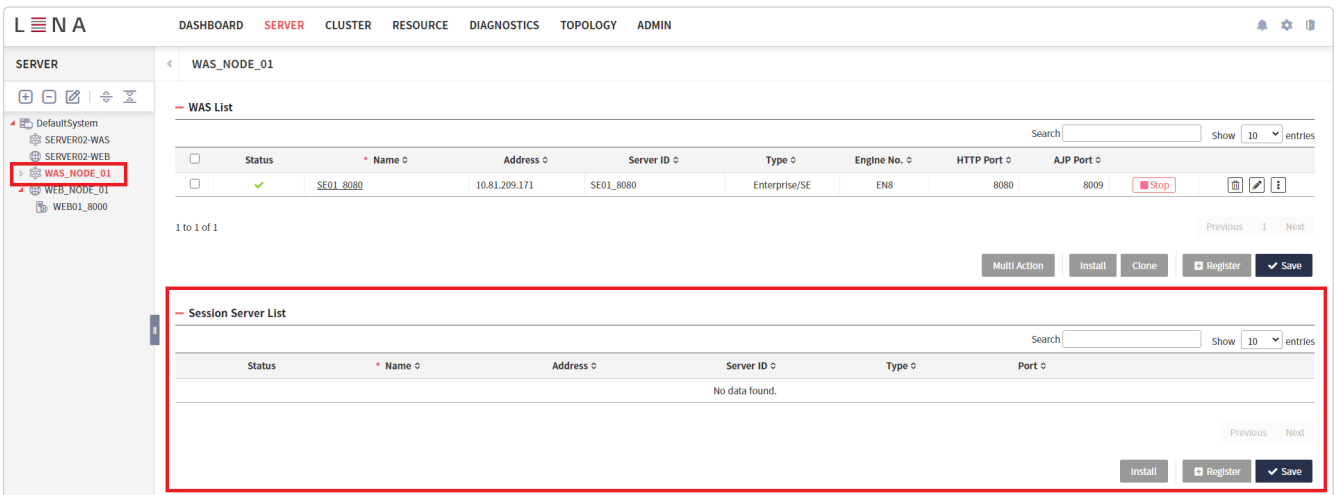 LENA
DASHBOARD SERVER CLUSTER RESOURCE DIAGNOSTICS TOPOLOGY ADMIN
SERVER
WAS_NODE_01
DefaultSystem
SERVER02-WAS
SERVER02-WEB
WAS_NODE_01
WEB_NODE_01
WEB01_8000
WAS List
Search Show 10 entries
Status * Name Address Server ID Type Engine No. HTTP Port AJP Port
SE01_8080 10.81.209.171 SE01_8080 Enterprise/SE EN8 8080 8009 Stop
1 to 1 of 1
Previous 1 Next
Multi Action Install Clone Register Save
Session Server List
Search Show 10 entries
Status * Name Address Server ID Type Port
No data found.
Previous Next
Install Register Save